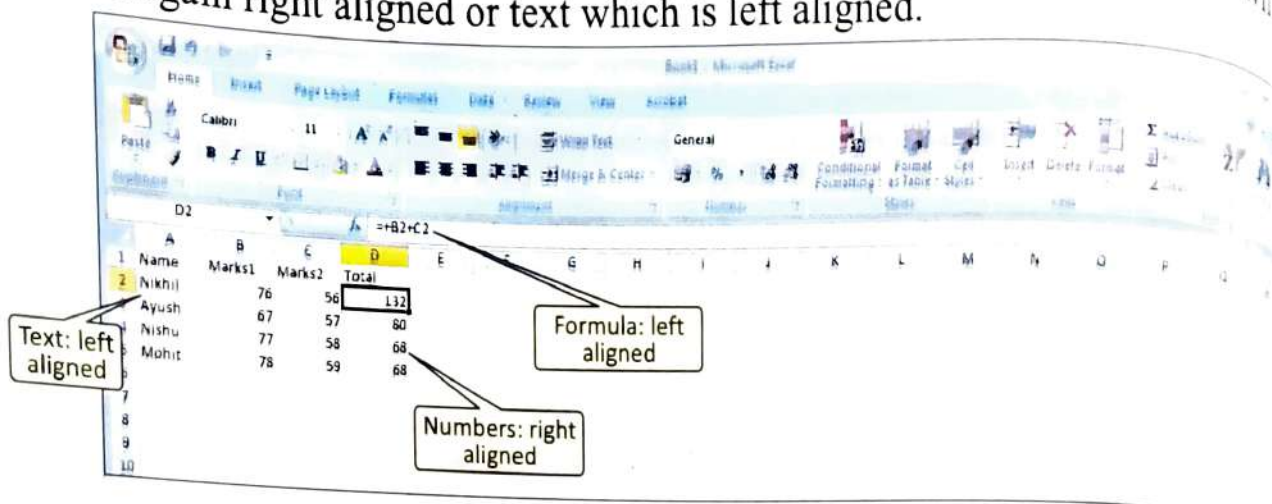 right aligned or text which is left aligned.
Book1 - Microsoft Excel
Home Insert Page Layout Formulas Data Review View Acrobat
Paste
Calibri 11
Wrap Text
General
B I U
Merge & Center
Conditional Formatting
Format as Table
Cell Styles
Insert Delete Format
Font
Alignment
Number
Styles
D2
=+B2+C2
A B C D E F G H I J K L M N O P Q
1 Name Marks1 Marks2 Total
2 Nikhil 76 56 132
Ayush 67 57 80
Nishu 77 58 68
Mohit 78 59 68
7
8
9
10
Text: left
aligned
Formula: left
aligned
Numbers: right
aligned